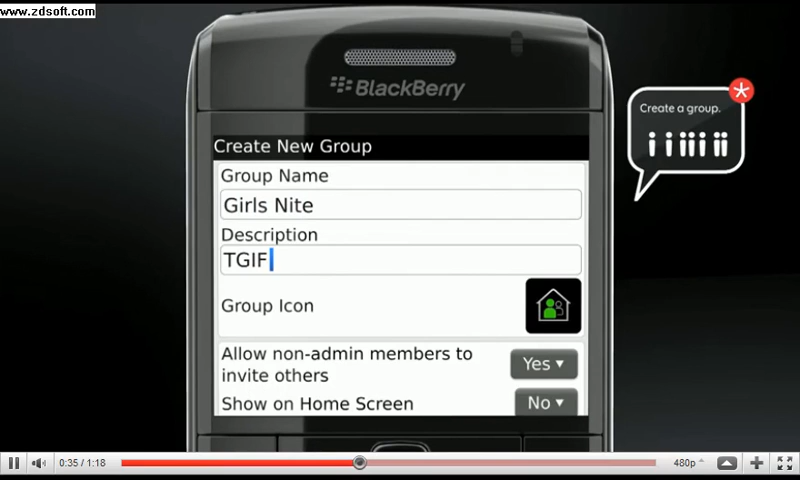 www.zdsoft.com
BlackBerry
Create a group.
Create New Group
Group Name
Girls Nite
Description
TGIF
Group Icon
Allow non-admin members to
invite others
Yes
Show on Home Screen
No
0:35 / 1:18
480p